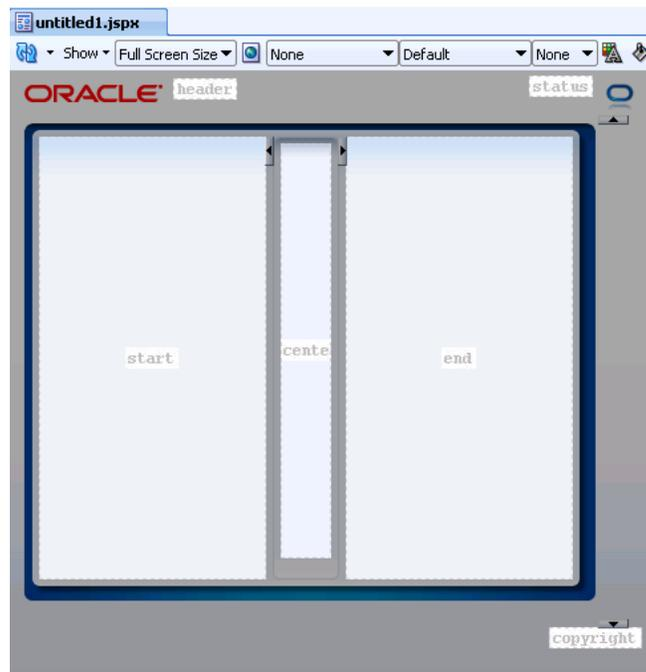 untitled1.jspx
Show Full Screen Size None Default None
ORACLE header status
start cente end
copyright